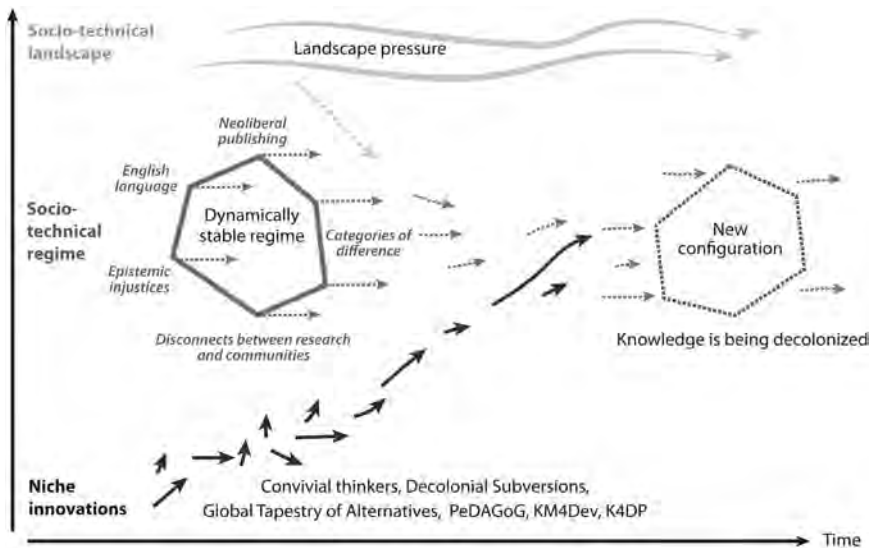 Socio-technical
landscape
Landscape pressure
Neoliberal
publishing
English
language
Socio-
technical
regime
Dynamically
stable regime
Categories of
difference
New
configuration
Epistemic
injustices
Disconnects between research
and communities
Knowledge is being decolonized
Niche
innovations
Convivial thinkers, Decolonial Subversions,
Global Tapestry of Alternatives, PeDAGoG, KM4Dev, K4DP
Time